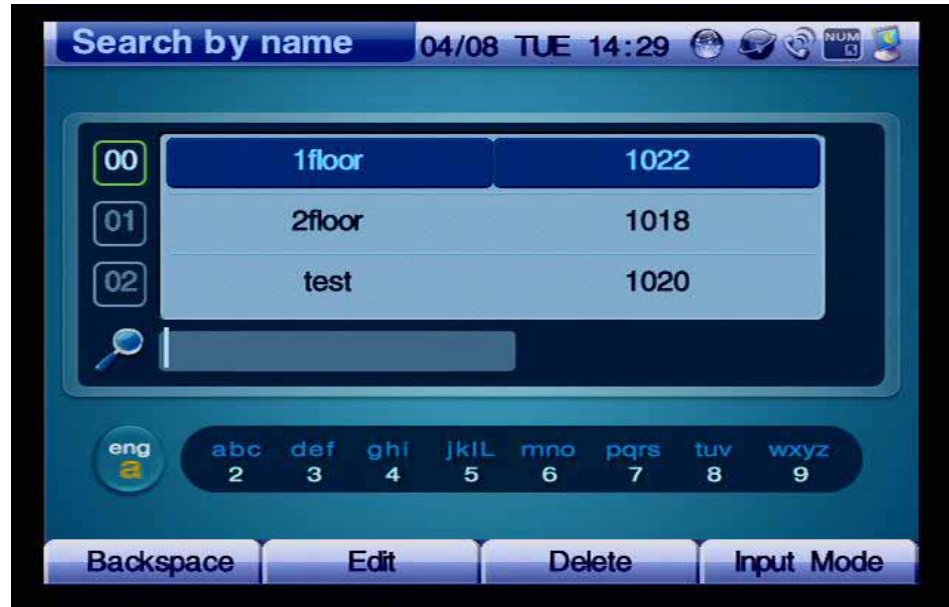 Search by name 04/08 TUE 14:29 NUM
00 1floor 1022
01 2floor 1018
02 test 1020
eng abc def ghi jklL mno pqrs tuv wxyz
a 2 3 4 5 6 7 8 9
Backspace Edit Delete Input Mode